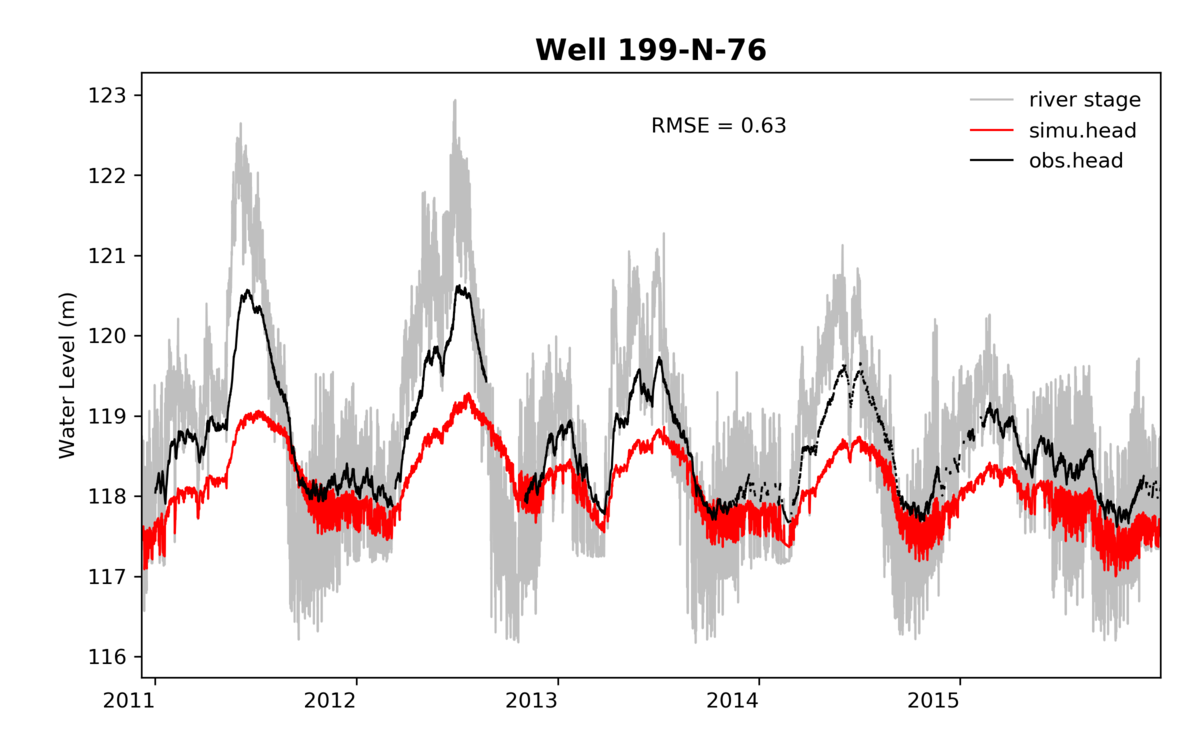 Well 199-N-76
RMSE = 0.63
river stage
simu.head
obs.head
Water Level (m)
123
122
121
120
119
118
117
116
2011
2012
2013
2014
2015